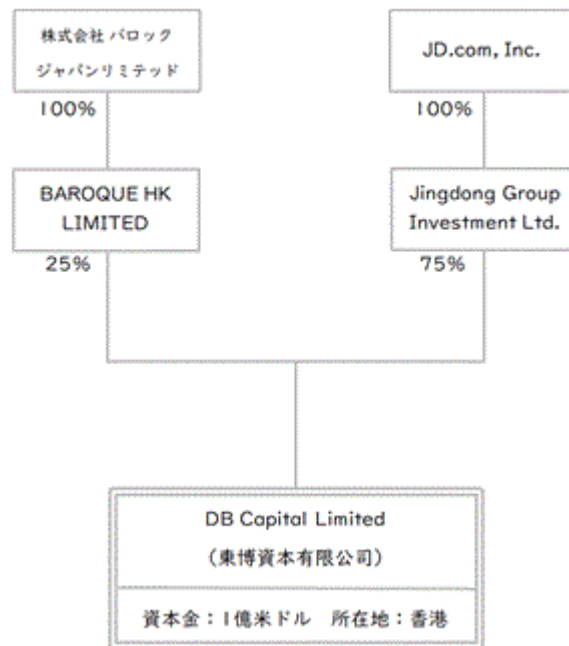 株式会社 バロック
ジャパンリミテッド
JD.com, Inc.
100%
100%
BAROQUE HK
LIMITED
Jingdong Group
Investment Ltd.
25%
75%
DB Capital Limited
（東博資本有限公司）
資本金：1億米ドル　所在地：香港